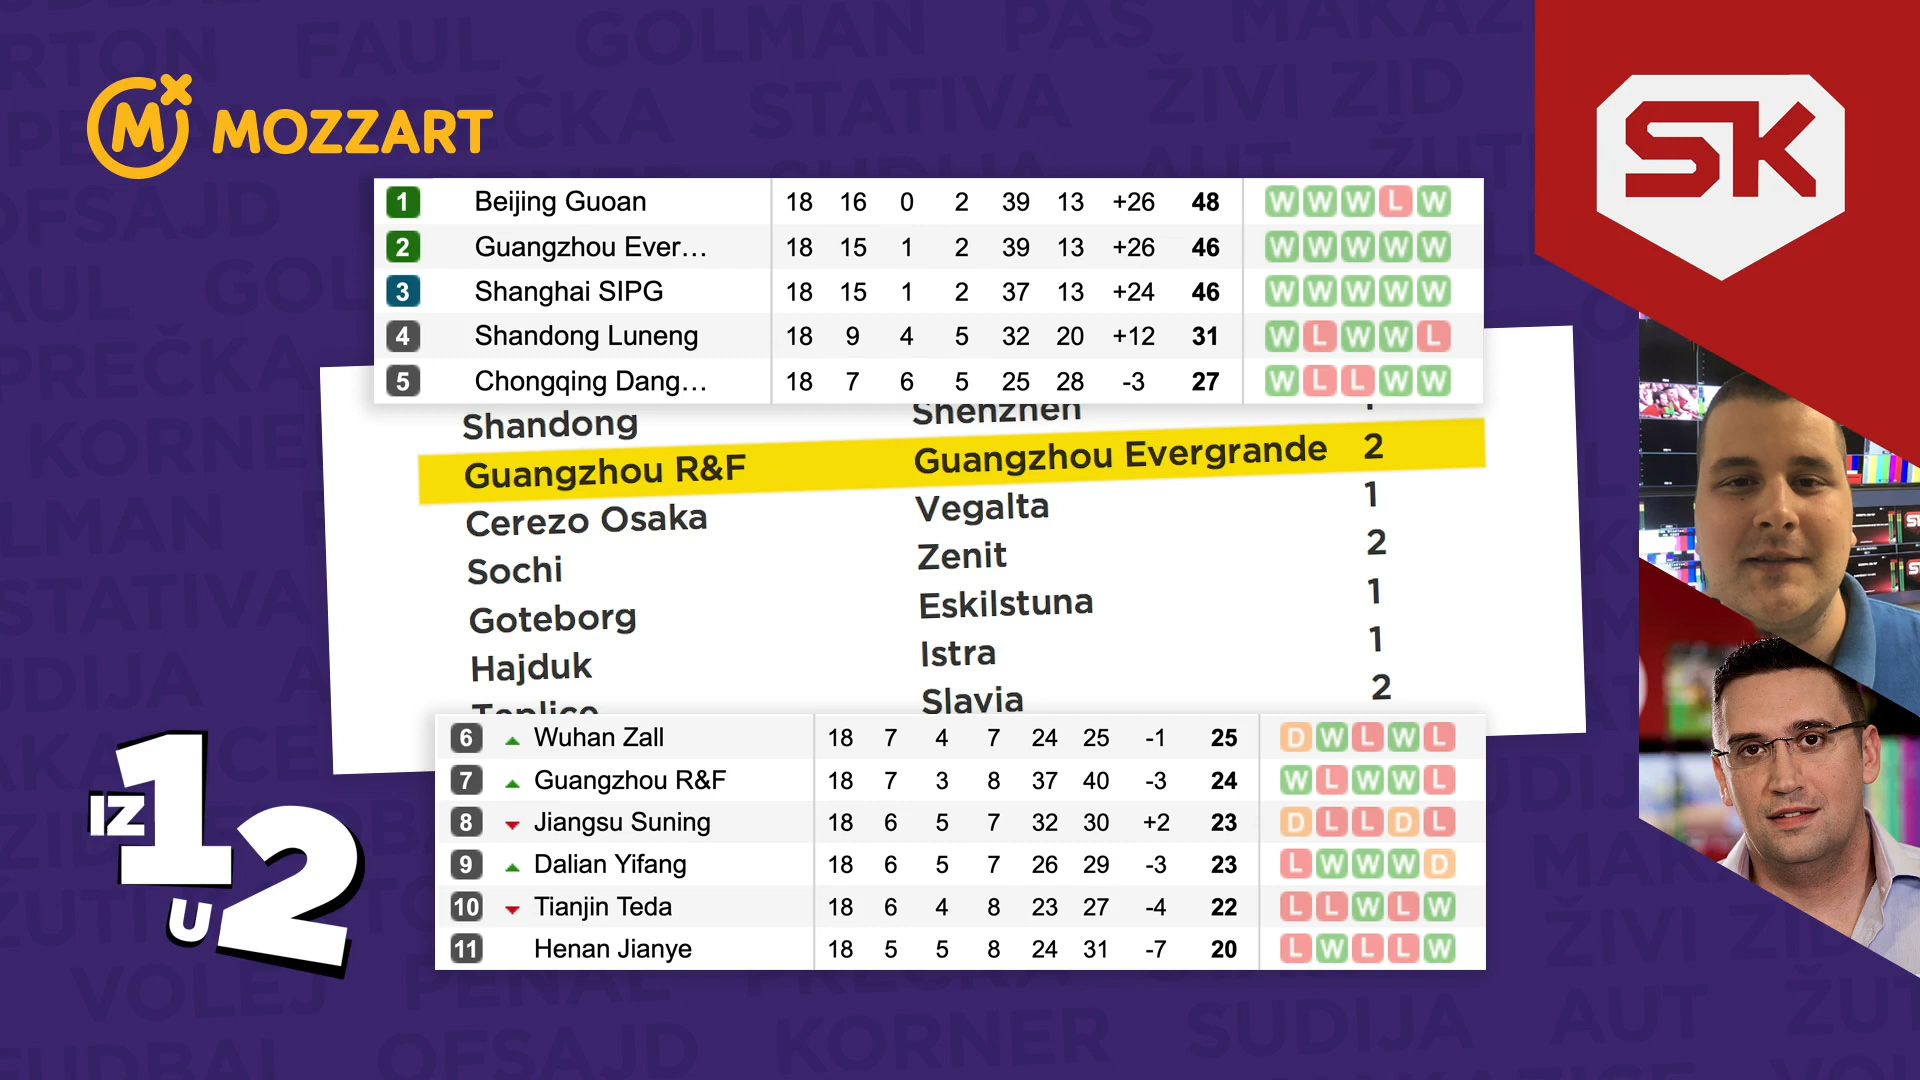 MOZZART
SK
1 Beijing Guoan 18 16 0 2 39 13 +26 48 W W W L W
2 Guangzhou Ever... 18 15 1 2 39 13 +26 46 W W W W W
3 Shanghai SIPG 18 15 1 2 37 13 +24 46 W W W W W
4 Shandong Luneng 18 9 4 5 32 20 +12 31 W L W W L
5 Chongqing Dang... 18 7 6 5 25 28 -3 27 W L L W W
Shandong Shenzhen 1
Guangzhou R&F Guangzhou Evergrande 2
Cerezo Osaka Vegalta 1
Sochi Zenit 2
Goteborg Eskilstuna 1
Hajduk Istra 1
Teplice Slavia 2
6 Wuhan Zall 18 7 4 7 24 25 -1 25 D W L W L
7 Guangzhou R&F 18 7 3 8 37 40 -3 24 W L W W L
8 Jiangsu Suning 18 6 5 7 32 30 +2 23 D L L D L
9 Dalian Yifang 18 6 5 7 26 29 -3 23 L W W W D
10 Tianjin Teda 18 6 4 8 23 27 -4 22 L L W L W
11 Henan Jianye 18 5 5 8 24 31 -7 20 L W L L W
IZ 1
U 2